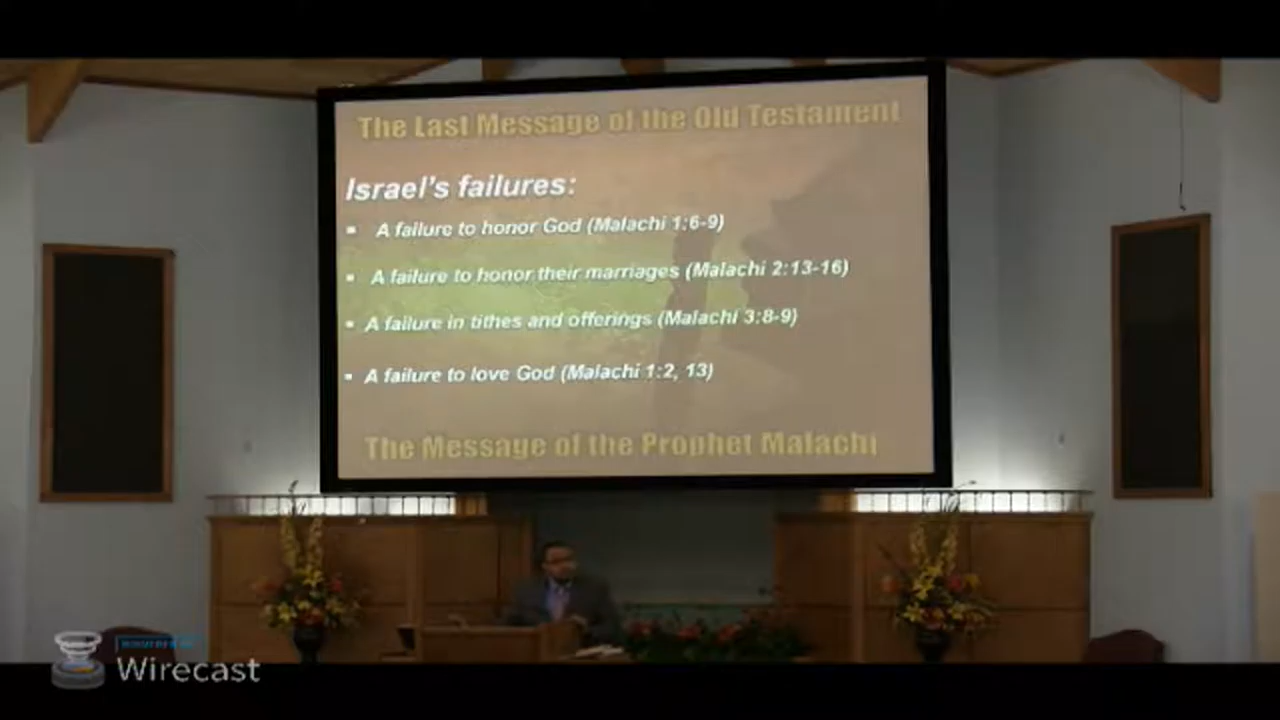 The Last Message of the Old Testament
Israel's failures:
▪ A failure to honor God (Malachi 1:6-9)
▪ A failure to honor their marriages (Malachi 2:13-16)
▪ A failure in tithes and offerings (Malachi 3:8-9)
▪ A failure to love God (Malachi 1:2, 13)
The Message of the Prophet Malachi
Wirecast